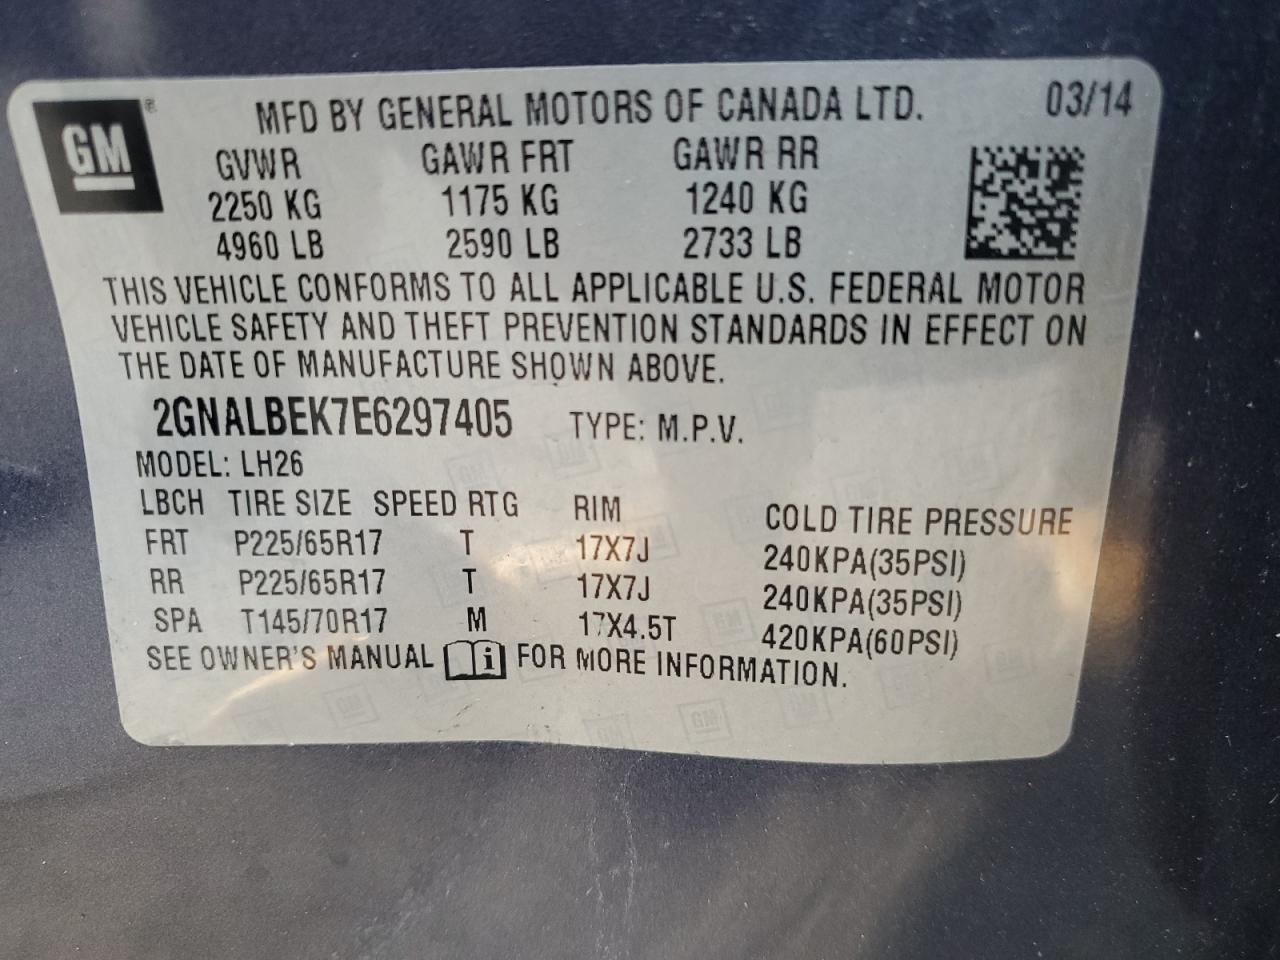 GM ®
MFD BY GENERAL MOTORS OF CANADA LTD. 03/14
GVWR GAWR FRT GAWR RR
2250 KG 1175 KG 1240 KG
4960 LB 2590 LB 2733 LB
THIS VEHICLE CONFORMS TO ALL APPLICABLE U.S. FEDERAL MOTOR
VEHICLE SAFETY AND THEFT PREVENTION STANDARDS IN EFFECT ON
THE DATE OF MANUFACTURE SHOWN ABOVE.
2GNALBEK7E6297405 TYPE: M.P.V.
MODEL: LH26
LBCH TIRE SIZE SPEED RTG RIM COLD TIRE PRESSURE
FRT P225/65R17 T 17X7J 240KPA(35PSI)
RR P225/65R17 T 17X7J 240KPA(35PSI)
SPA T145/70R17 M 17X4.5T 420KPA(60PSI)
SEE OWNER'S MANUAL i FOR MORE INFORMATION.